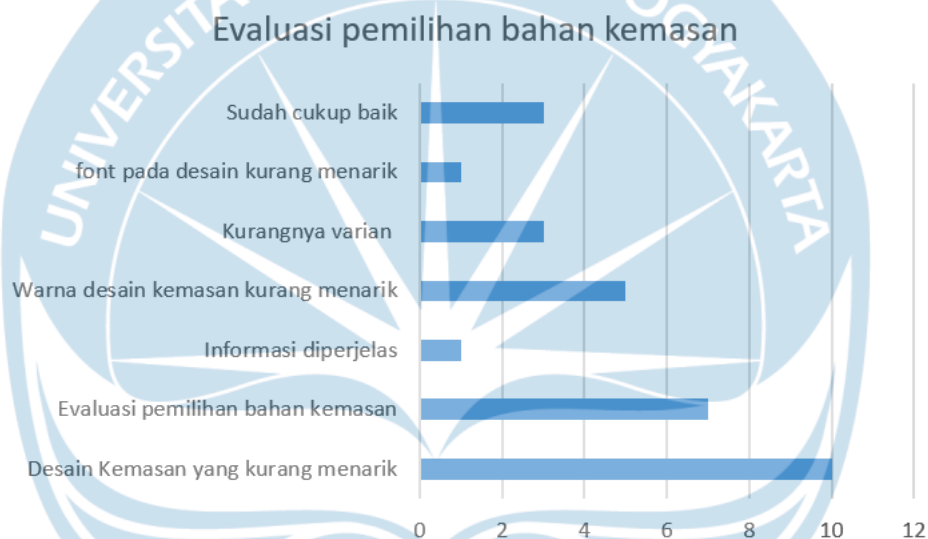 Evaluasi pemilihan bahan kemasan
Sudah cukup baik
font pada desain kurang menarik
Kurangnya varian
Warna desain kemasan kurang menarik
Informasi diperjelas
Evaluasi pemilihan bahan kemasan
Desain Kemasan yang kurang menarik
0 2 4 6 8 10 12